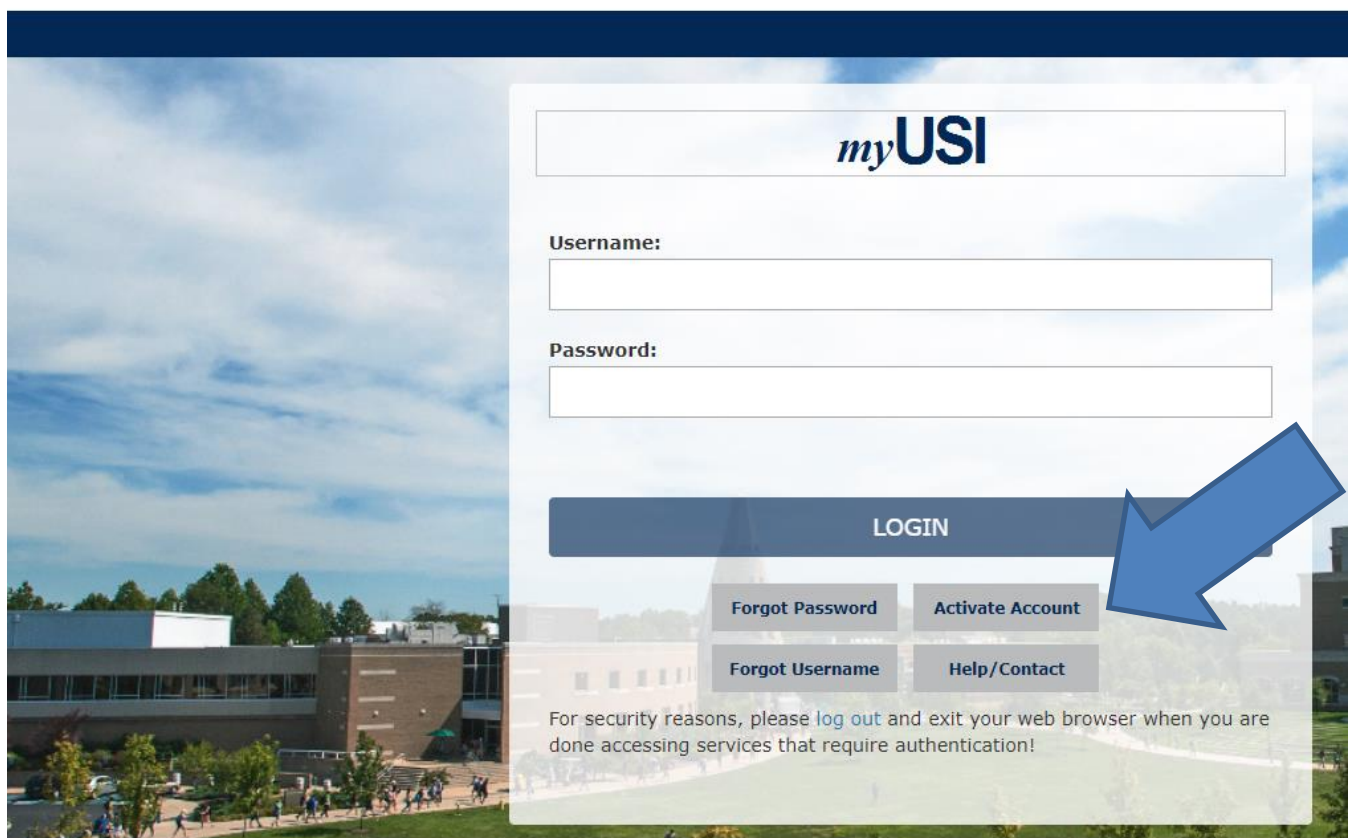 myUSI
Username:
Password:
LOGIN
Forgot Password Activate Account
Forgot Username Help/Contact
For security reasons, please log out and exit your web browser when you are
done accessing services that require authentication!